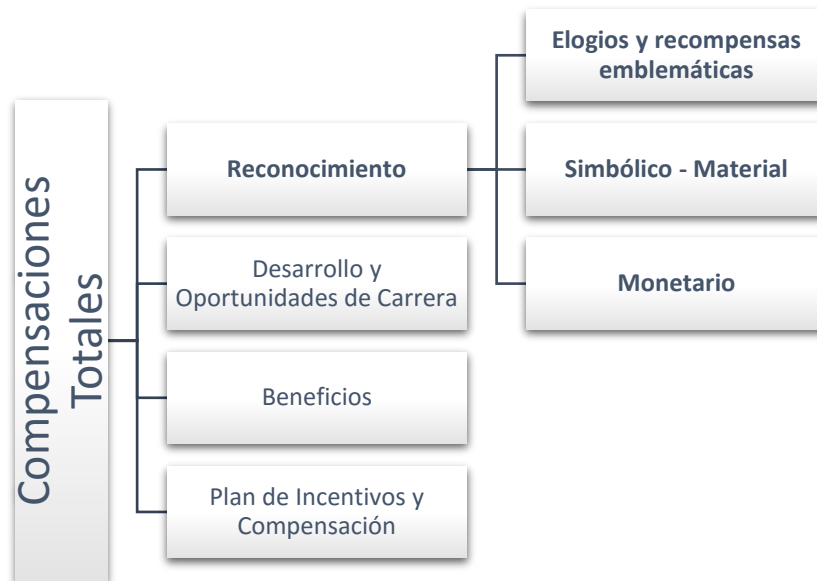 Compensaciones
Totales
Reconocimiento
Desarrollo y
Oportunidades de Carrera
Beneficios
Plan de Incentivos y
Compensación
Elogios y recompensas
emblemáticas
Simbólico - Material
Monetario